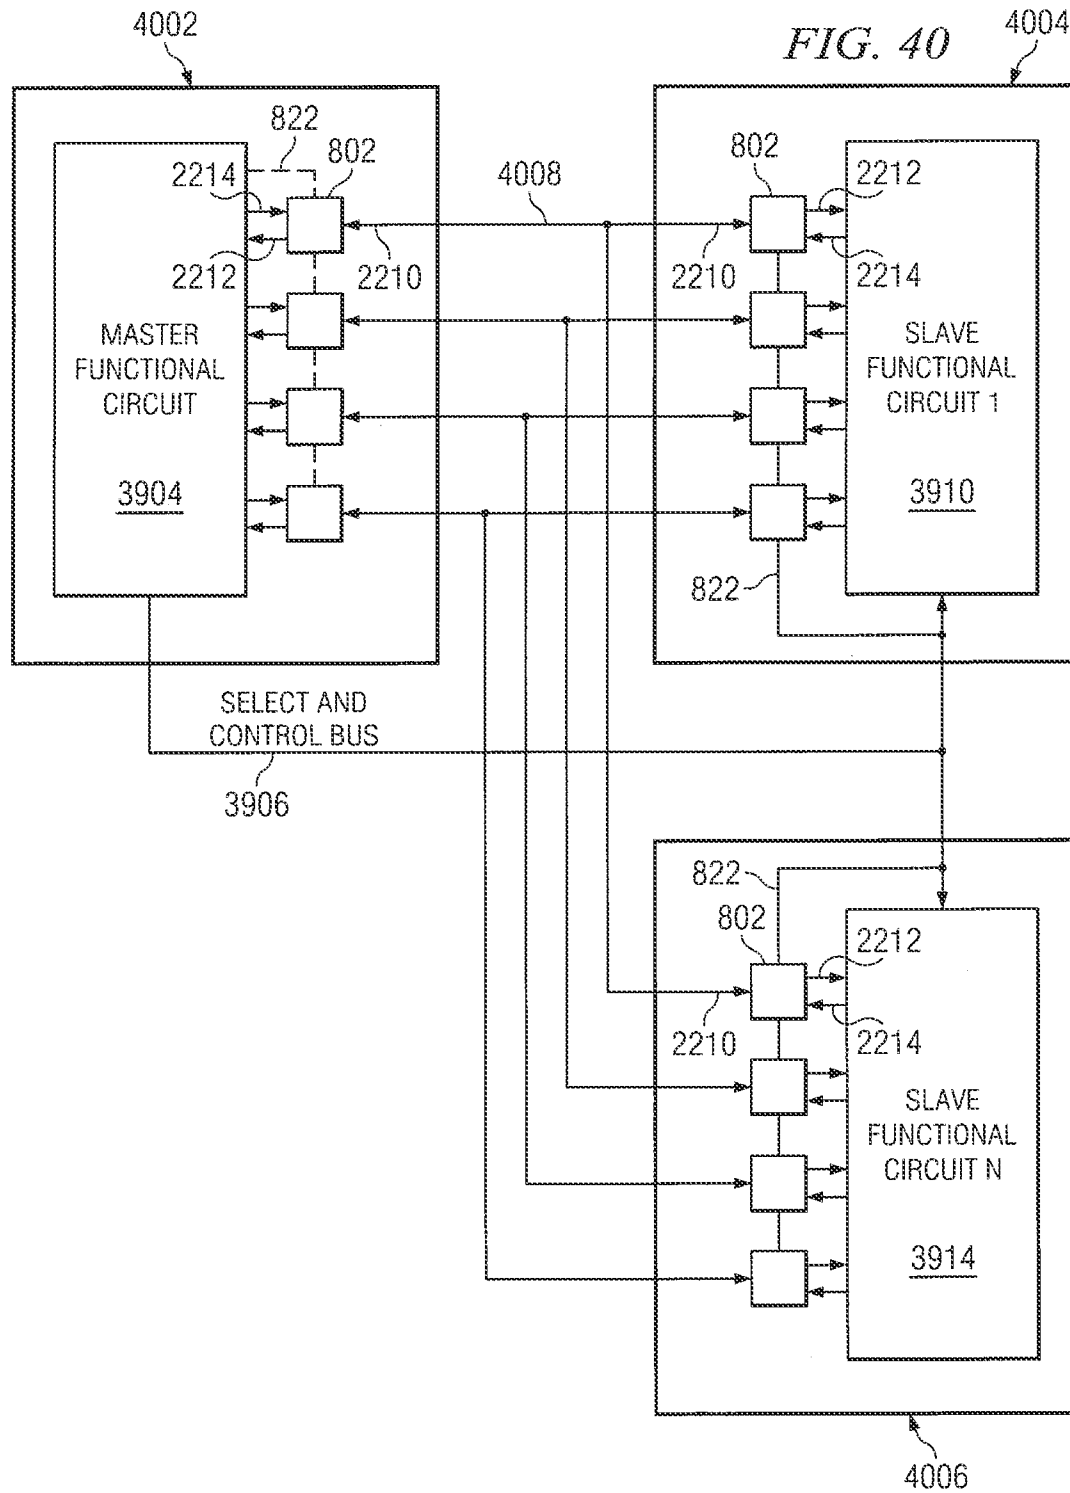 FIG. 40
4002
4004
822
802
2214
2212
2210
4008
MASTER
FUNCTIONAL
CIRCUIT
3904
802
2212
2214
2210
SLAVE
FUNCTIONAL
CIRCUIT 1
3910
822
SELECT AND
CONTROL BUS
3906
822
802
2212
2214
2210
SLAVE
FUNCTIONAL
CIRCUIT N
3914
4006